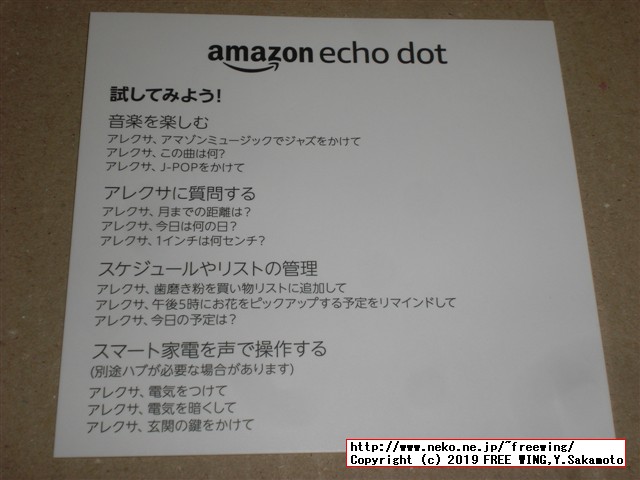 amazon echo dot
試してみよう!
音楽を楽しむ
アレクサ、アマゾンミュージックでジャズをかけて
アレクサ、この曲は何?
アレクサ、J-POPをかけて
アレクサに質問する
アレクサ、月までの距離は?
アレクサ、今日は何の日?
アレクサ、1インチは何センチ?
スケジュールやリストの管理
アレクサ、歯磨き粉を買い物リストに追加して
アレクサ、午後5時にお花をピックアップする予定をリマインドして
アレクサ、今日の予定は?
スマート家電を声で操作する
(別途ハブが必要な場合があります)
アレクサ、電気をつけて
アレクサ、電気を暗くして
アレクサ、玄関の鍵をかけて
http://www.neko.ne.jp/~freewing/
Copyright (c) 2019 FREE WING,Y.Sakamoto